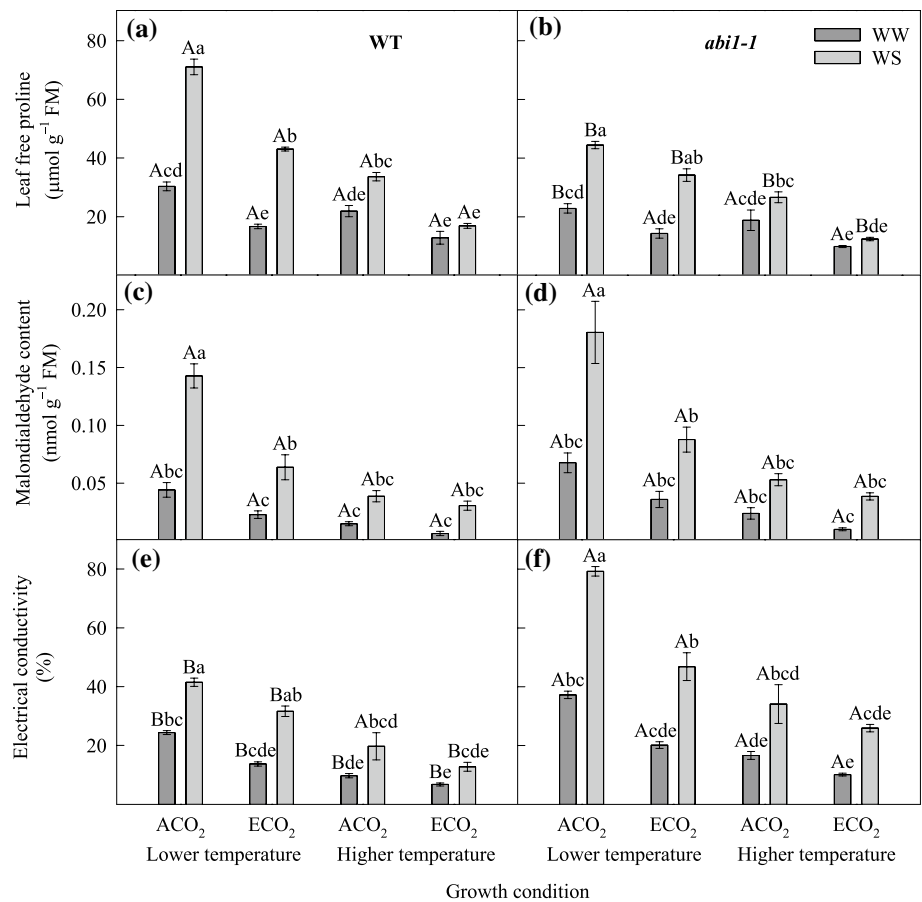 (a)
WT
(b)
abi1-1
WW
WS
Leaf free proline
(µmol g⁻¹ FM)
80
60
40
20
Acd
Aa
Ae
Ab
Ade
Abc
Ae
Ae
Bcd
Ba
Ade
Bab
Acde
Bbc
Ae
Bde
(c)
(d)
Malondialdehyde content
(nmol g⁻¹ FM)
0.20
0.15
0.10
0.05
Abc
Aa
Ac
Ab
Ac
Abc
Ac
Abc
Abc
Aa
Abc
Ab
Abc
Abc
Ac
Abc
(e)
(f)
Electrical conductivity
(%)
80
60
40
20
Bbc
Ba
Bcde
Bab
Bde
Abcd
Be
Bcde
Abc
Aa
Acde
Ab
Ade
Abcd
Ae
Acde
ACO₂ ECO₂ ACO₂ ECO₂ ACO₂ ECO₂ ACO₂ ECO₂
Lower temperature Higher temperature Lower temperature Higher temperature
Growth condition